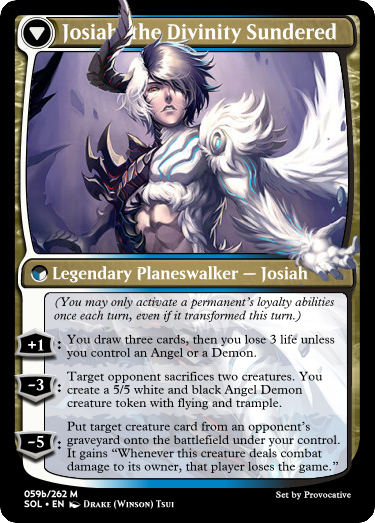 Josiah, the Divinity Sundered
Legendary Planeswalker — Josiah
(You may only activate a permanent's loyalty abilities
once each turn, even if it transformed this turn.)
+1: You draw three cards, then you lose 3 life unless
you control an Angel or a Demon.
−3: Target opponent sacrifices two creatures. You
create a 5/5 white and black Angel Demon
creature token with flying and trample.
−5: Put target creature card from an opponent's
graveyard onto the battlefield under your control.
It gains "Whenever this creature deals combat
damage to its owner, that player loses the game."
059b/262 M
SOL • EN Drake (Winson) Tsui
Set by Provocative